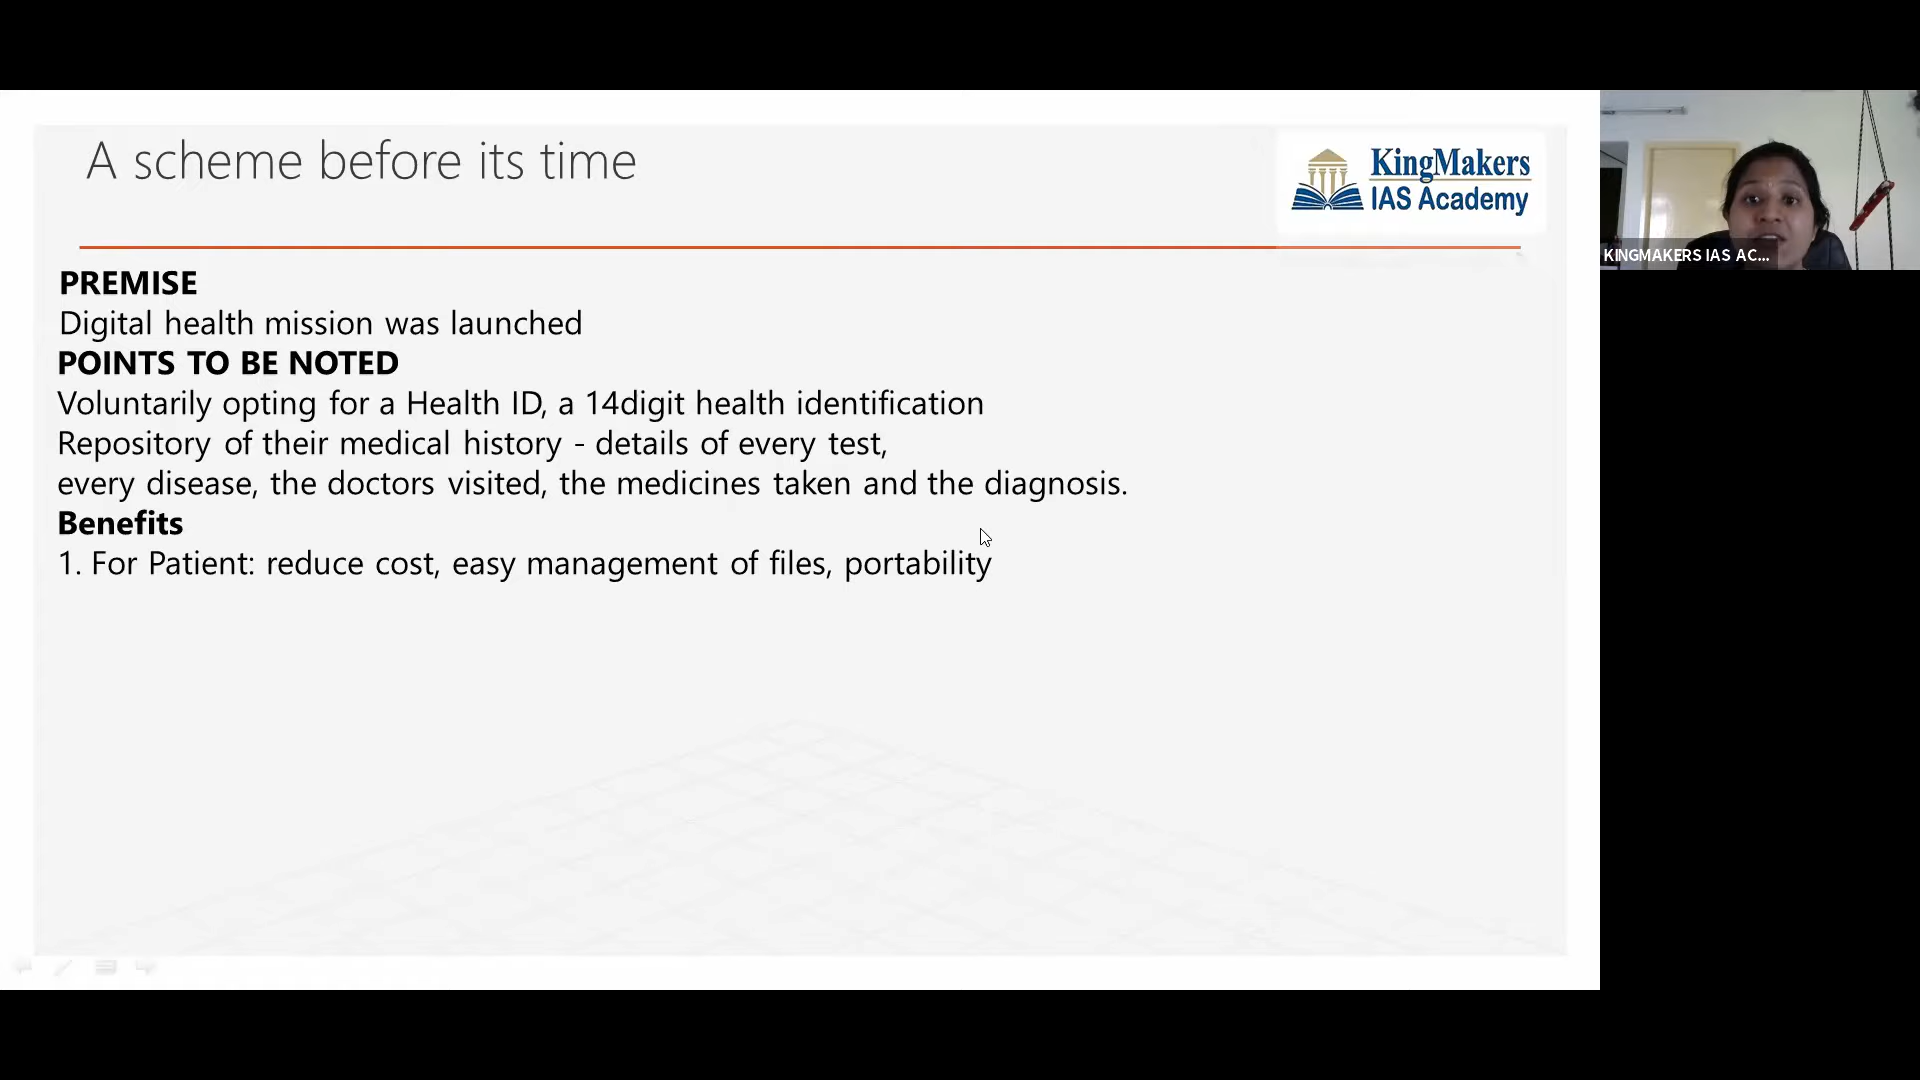 A scheme before its time
KingMakers
IAS Academy
KINGMAKERS IAS AC...
PREMISE
Digital health mission was launched
POINTS TO BE NOTED
Voluntarily opting for a Health ID, a 14digit health identification
Repository of their medical history - details of every test,
every disease, the doctors visited, the medicines taken and the diagnosis.
Benefits
1. For Patient: reduce cost, easy management of files, portability